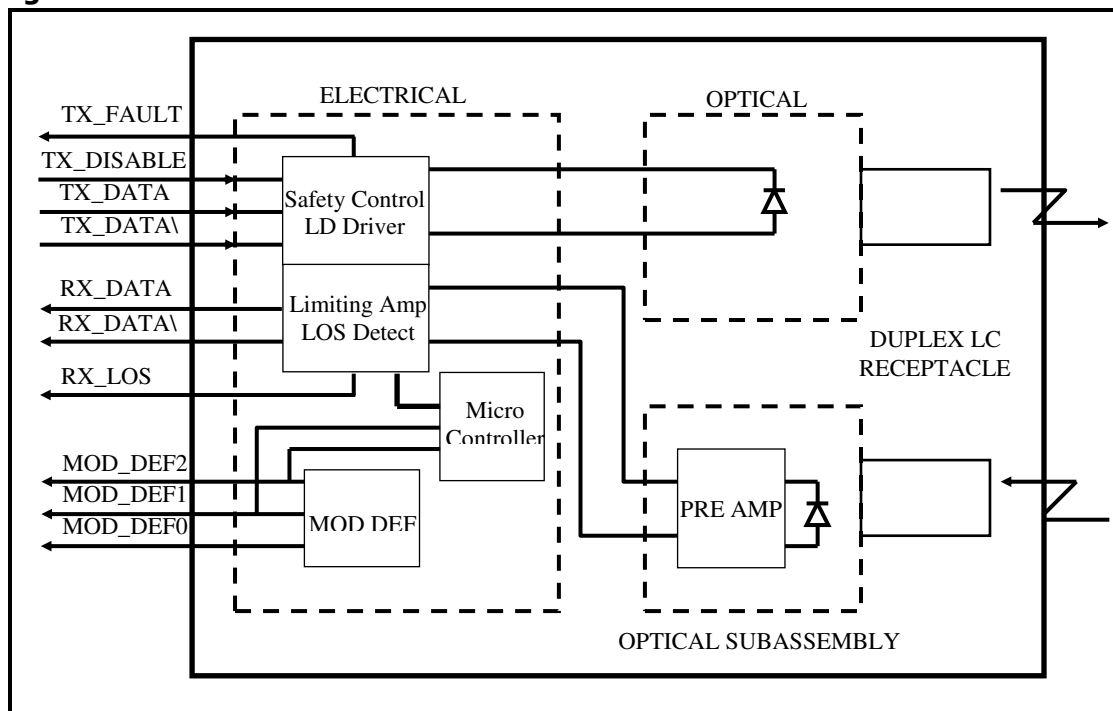 ELECTRICAL
OPTICAL
TX_FAULT
TX_DISABLE
TX_DATA
TX_DATA\
RX_DATA
RX_DATA\
RX_LOS
MOD_DEF2
MOD_DEF1
MOD_DEF0
Safety Control
LD Driver
Limiting Amp
LOS Detect
Micro
Controller
MOD DEF
PRE AMP
DUPLEX LC
RECEPTACLE
OPTICAL SUBASSEMBLY